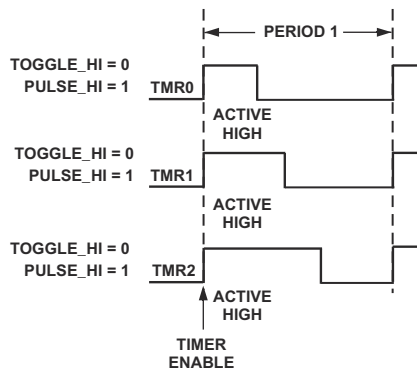 PERIOD 1
TOGGLE_HI = 0
PULSE_HI = 1 TMR0
ACTIVE
HIGH
TOGGLE_HI = 0
PULSE_HI = 1 TMR1
ACTIVE
HIGH
TOGGLE_HI = 0
PULSE_HI = 1 TMR2
ACTIVE
HIGH
TIMER
ENABLE